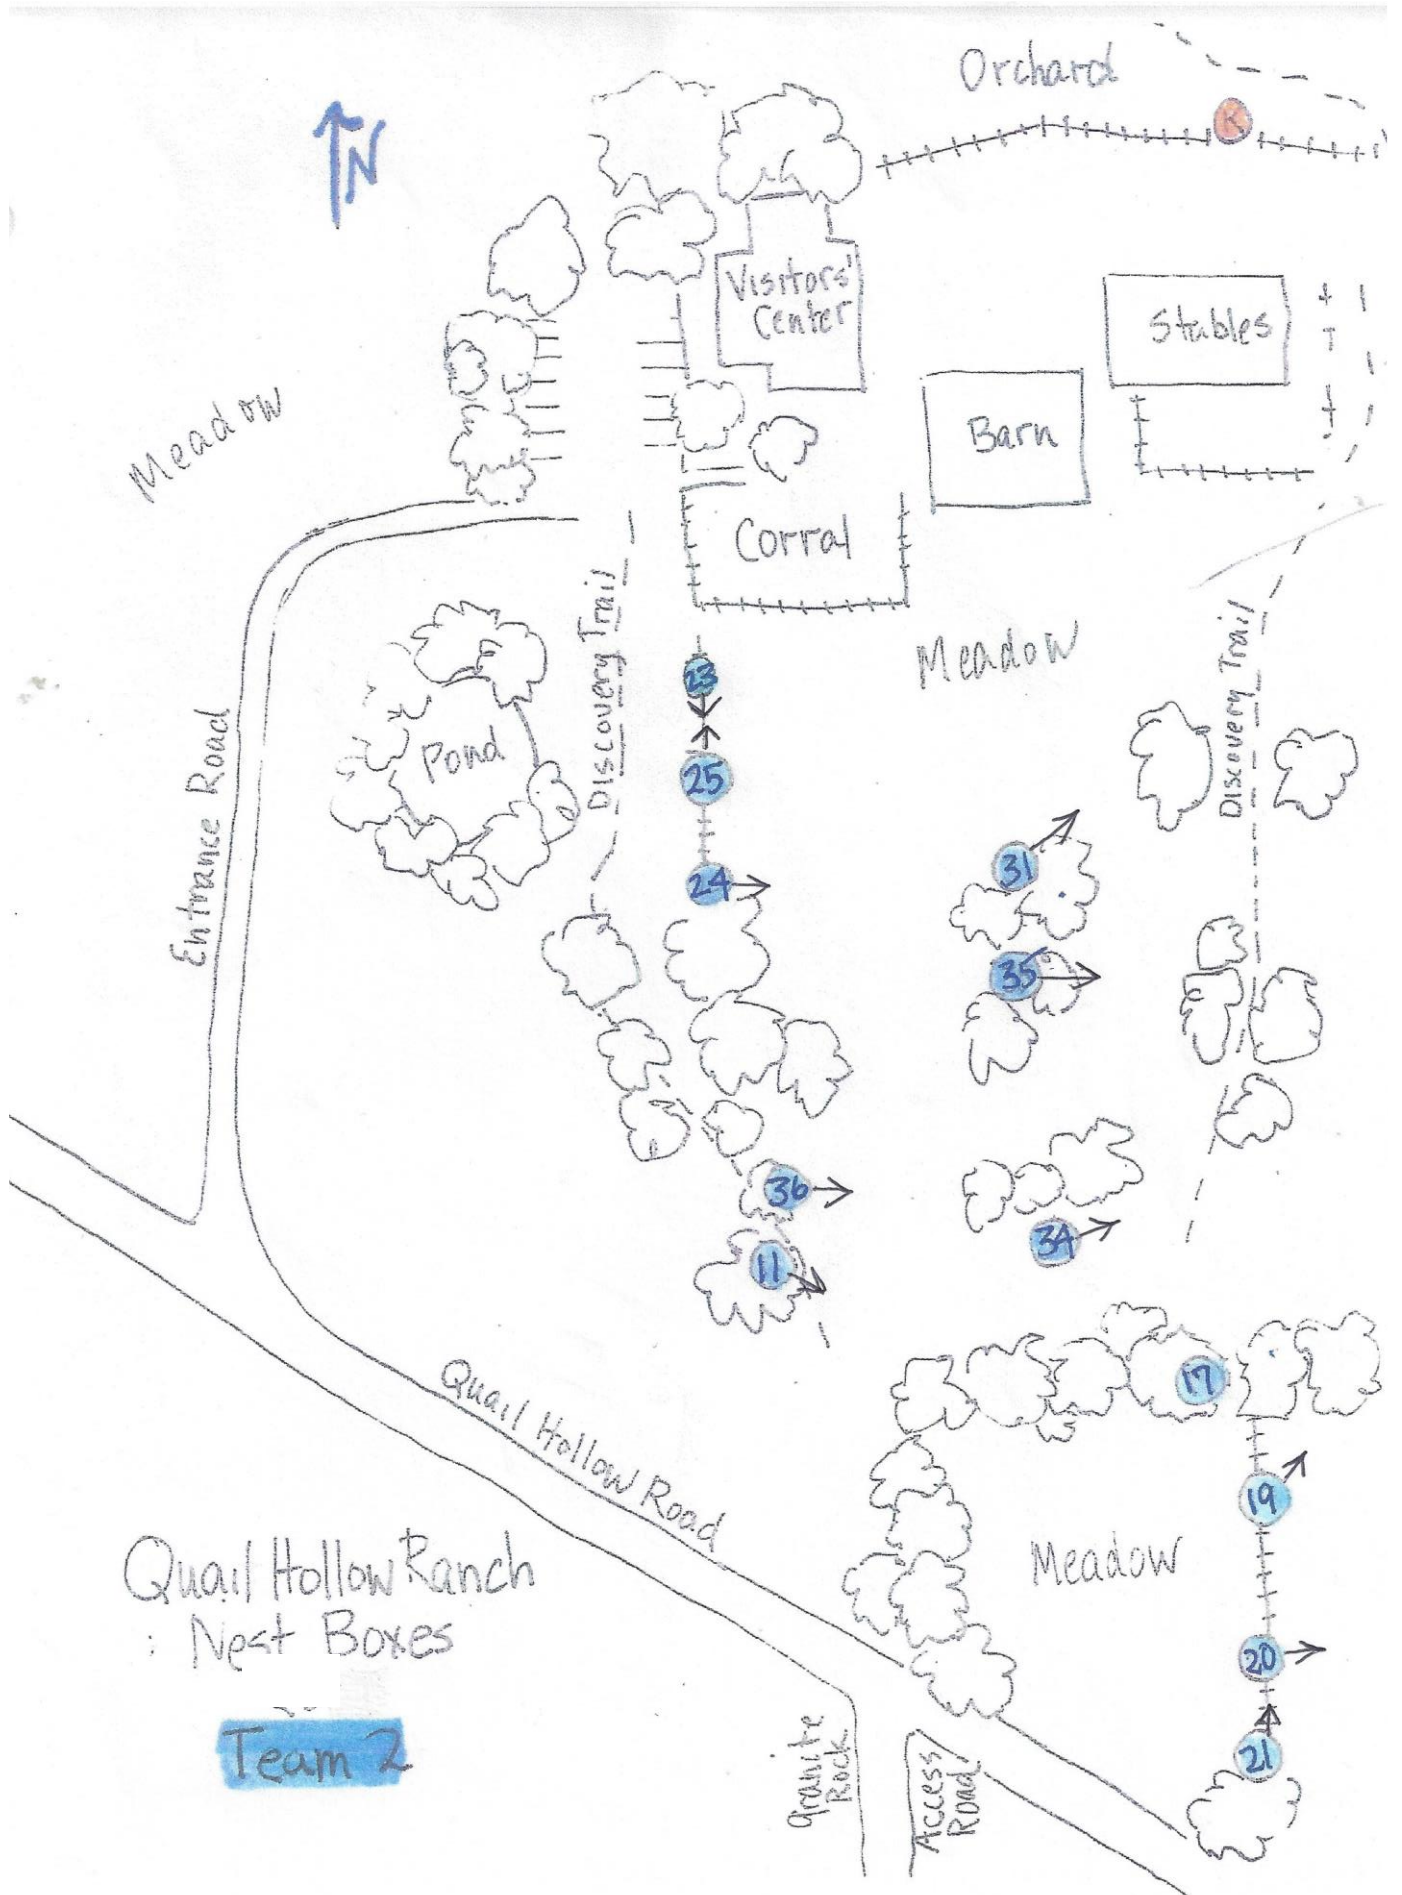 Orchard
K
N
Visitors'
Center
Stables
Barn
Meadow
Corral
Discovery Trail
Meadow
Discovery Trail
23
Pond
25
Entrance Road
31
24
35
36
34
11
17
Quail Hollow Road
19
Meadow
Quail Hollow Ranch
: Nest Boxes
20
Team 2
21
granite
Rock
Access
Road